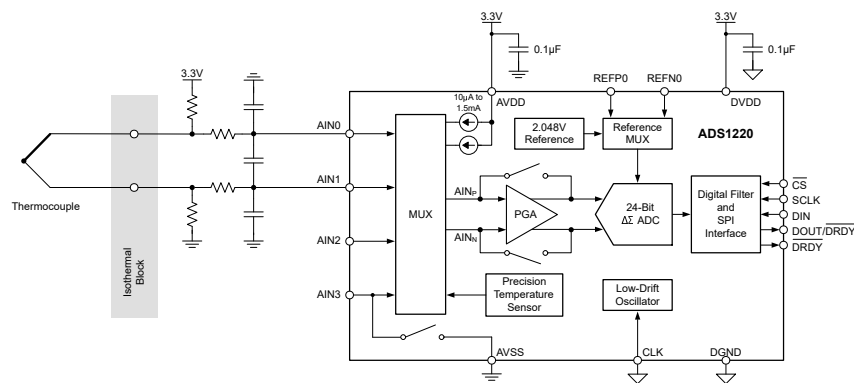 3.3V
0.1μF
3.3V
0.1μF
3.3V
10μA to
1.5mA
AVDD
REFP0
REFN0
DVDD
ADS1220
2.048V
Reference
Reference
MUX
AIN0
AIN1
AIN2
AIN3
MUX
AINP
AINN
PGA
24-Bit
ΔΣ ADC
Digital Filter
and
SPI
Interface
CS
SCLK
DIN
DOUT/DRDY
DRDY
Thermocouple
Isothermal
Block
Precision
Temperature
Sensor
Low-Drift
Oscillator
AVSS
CLK
DGND